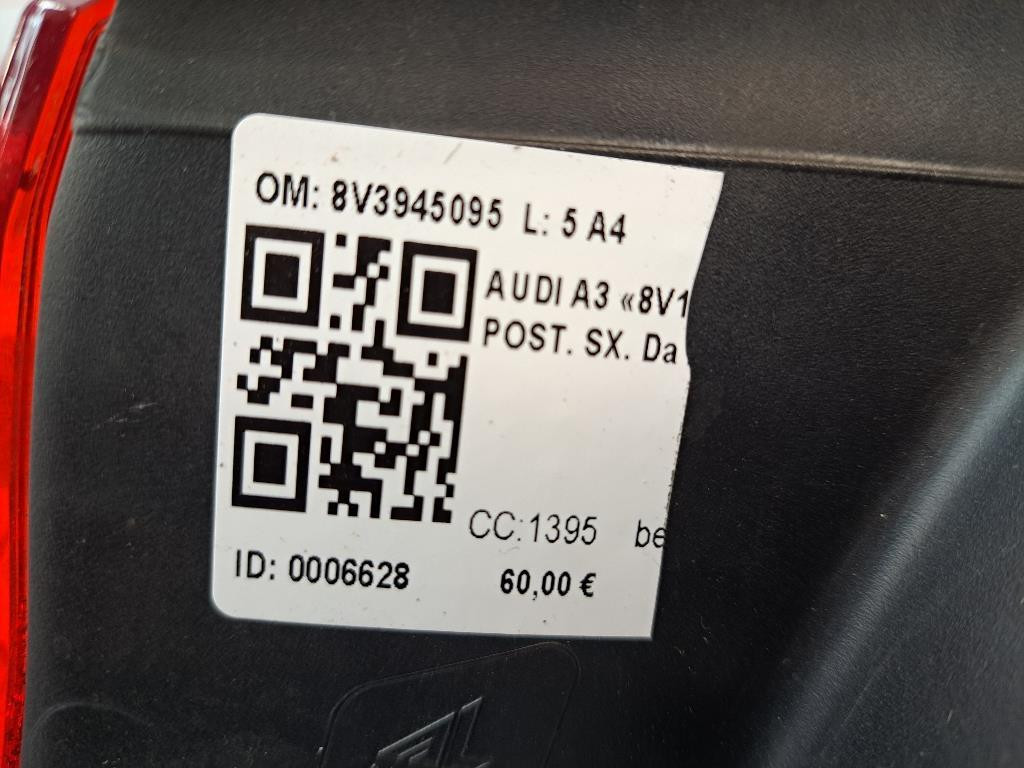 OM: 8V3945095 L: 5 A4
AUDI A3 «8V1
POST. SX. Da
CC:1395 be
ID: 0006628 60,00 €